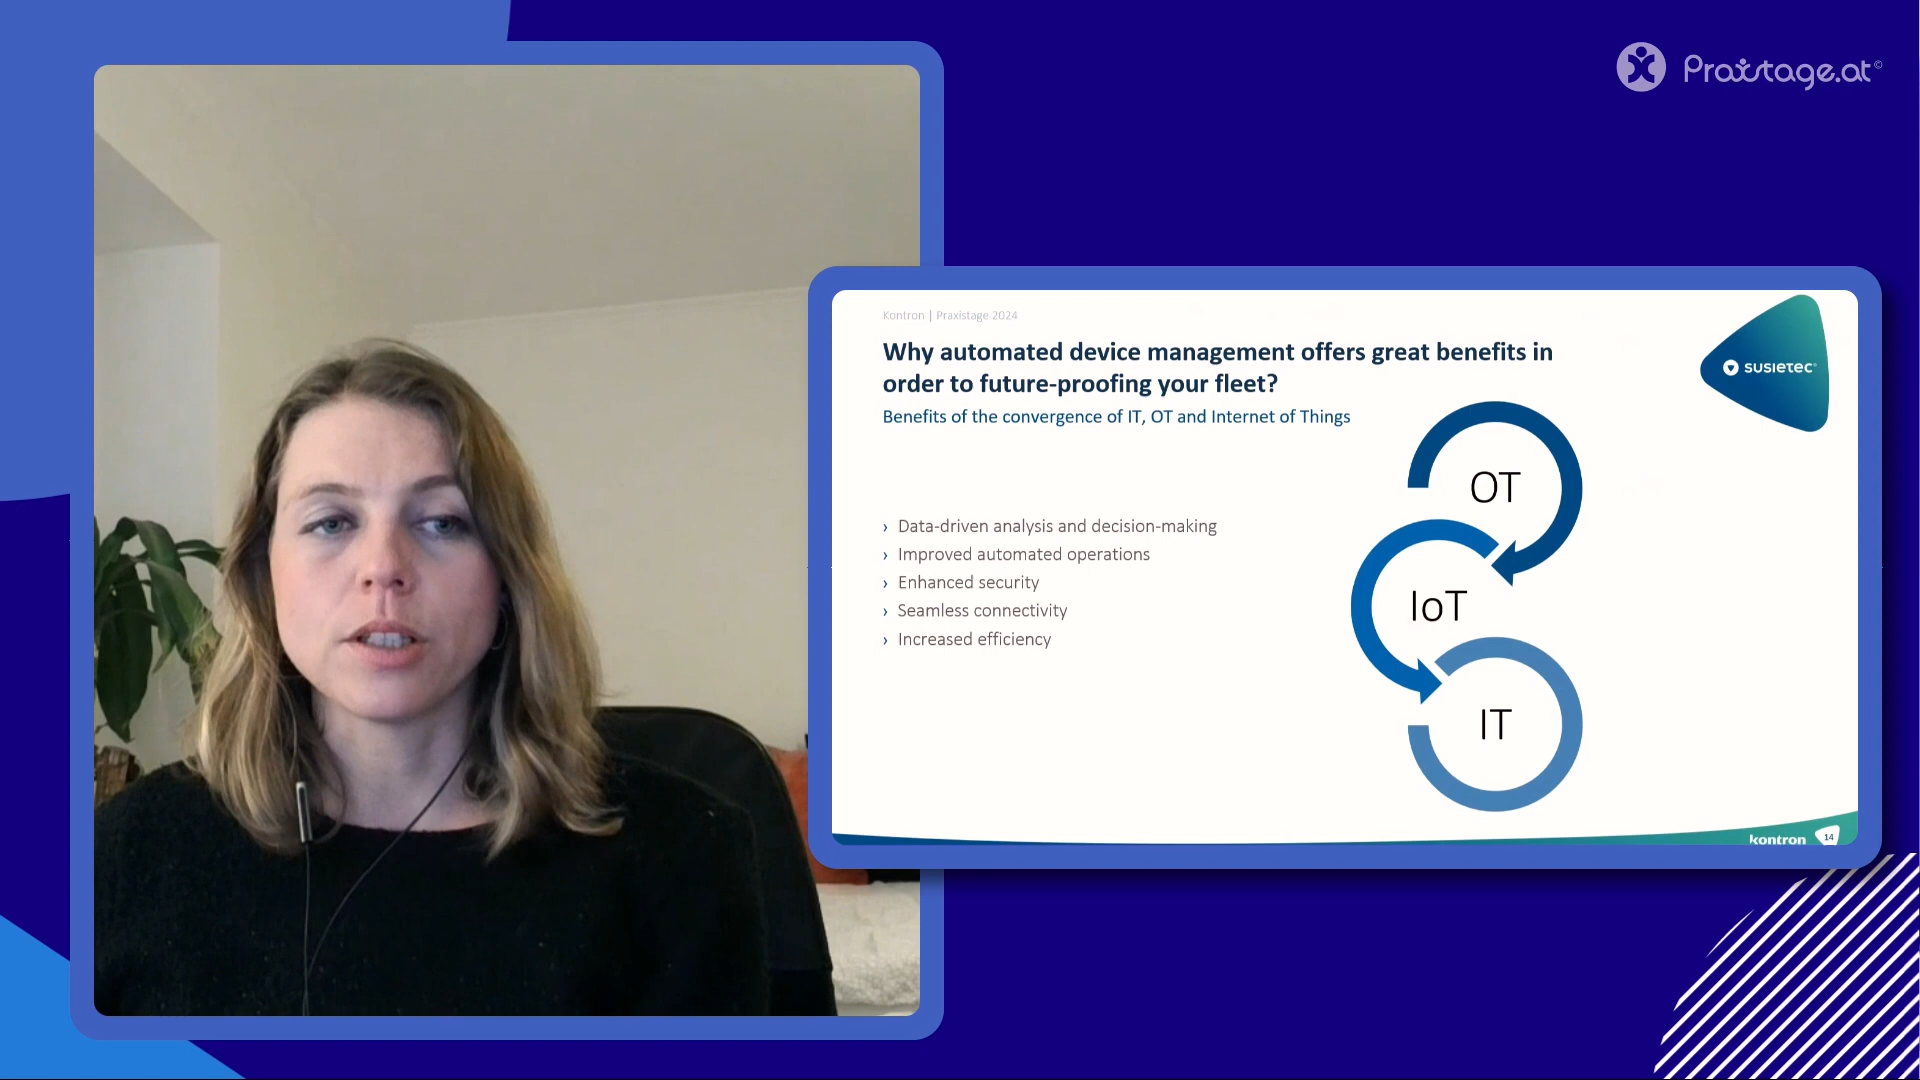 Praxistage.at©
Kontron | Praxistage 2024
Why automated device management offers great benefits in
order to future-proofing your fleet?
Benefits of the convergence of IT, OT and Internet of Things
susietec®
› Data-driven analysis and decision-making
› Improved automated operations
› Enhanced security
› Seamless connectivity
› Increased efficiency
OT
IoT
IT
kontron
14